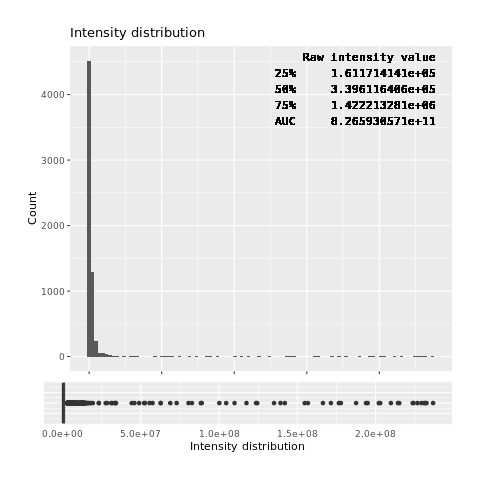 Intensity distribution
Raw intensity value
25% 1.611714141e+05
50% 3.396116406e+05
75% 1.422213281e+06
AUC 8.265930571e+11
4000
3000
2000
1000
0
Count
0.0e+00 5.0e+07 1.0e+08 1.5e+08 2.0e+08
Intensity distribution